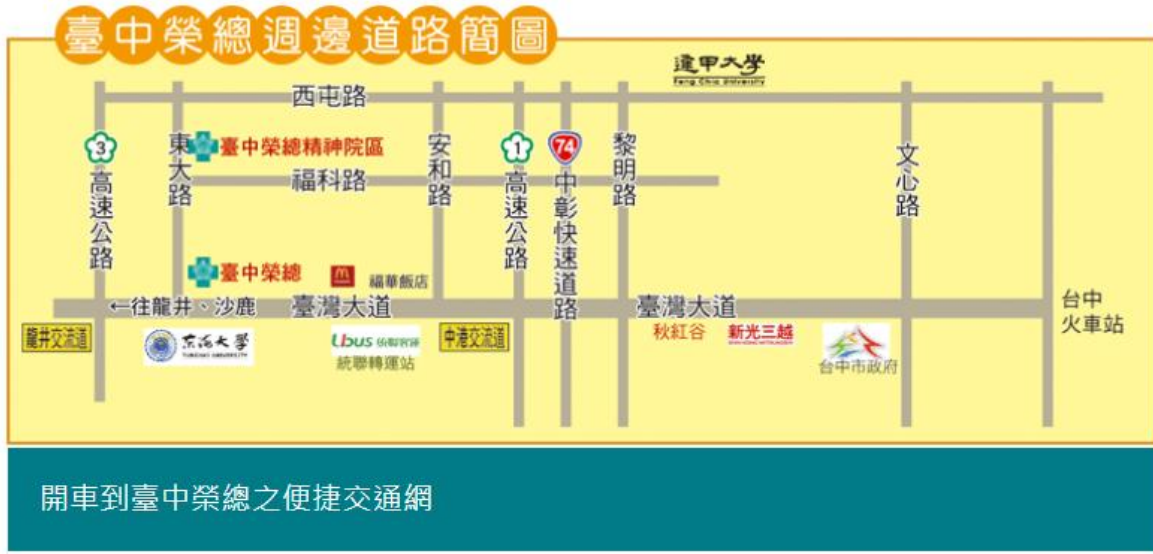 臺中榮總週邊道路簡圖
逢甲大學
Feng Chia University
西屯路
3
高速公路
東大路
臺中榮總精神院區
福科路
安和路
1
高速公路
74
中彰快速道路
黎明路
文心路
臺中榮總
福華飯店
←往龍井、沙鹿
臺灣大道
臺灣大道
台中
火車站
龍井交流道
東海大學
TUNGHAI UNIVERSITY
Ubus 統聯客運
統聯轉運站
中港交流道
秋紅谷
新光三越
SHIN KONG MITSUKOSHI
台中市政府
開車到臺中榮總之便捷交通網